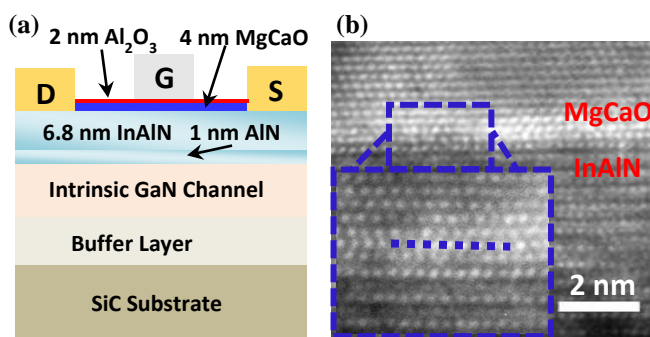 (a)
2 nm Al₂O₃
4 nm MgCaO
D
G
S
6.8 nm InAlN
1 nm AlN
Intrinsic GaN Channel
Buffer Layer
SiC Substrate
(b)
MgCaO
InAlN
2 nm